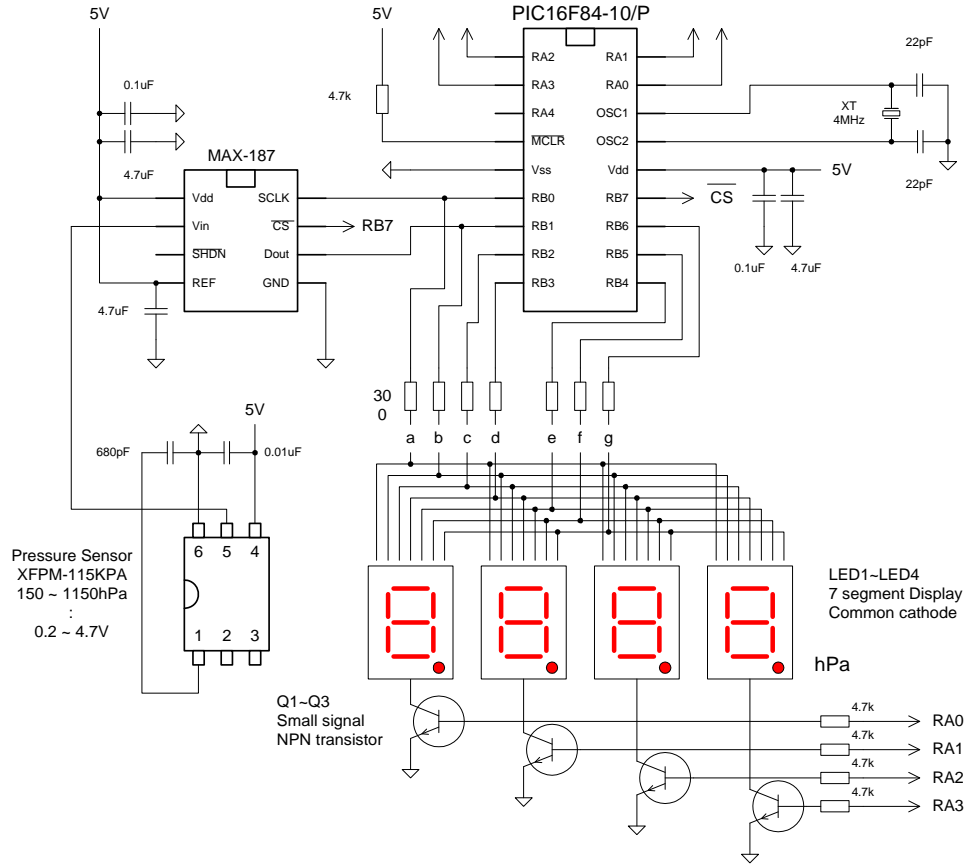 PIC16F84-10/P
5V
5V
22pF
0.1uF
4.7k
4.7uF
RA2
RA1
RA3
RA0
RA4
OSC1
MCLR
OSC2
Vss
Vdd
RB0
RB7
RB1
RB6
RB2
RB5
RB3
RB4
XT
4MHz
22pF
5V
CS
0.1uF
4.7uF
MAX-187
Vdd
SCLK
Vin
CS
SHDN
Dout
REF
GND
RB7
4.7uF
30
0
a b c d e f g
5V
680pF
0.01uF
6 5 4
1 2 3
Pressure Sensor
XFPM-115KPA
150 ~ 1150hPa
:
0.2 ~ 4.7V
LED1~LED4
7 segment Display
Common cathode
hPa
Q1~Q3
Small signal
NPN transistor
4.7k
RA0
4.7k
RA1
4.7k
RA2
4.7k
RA3